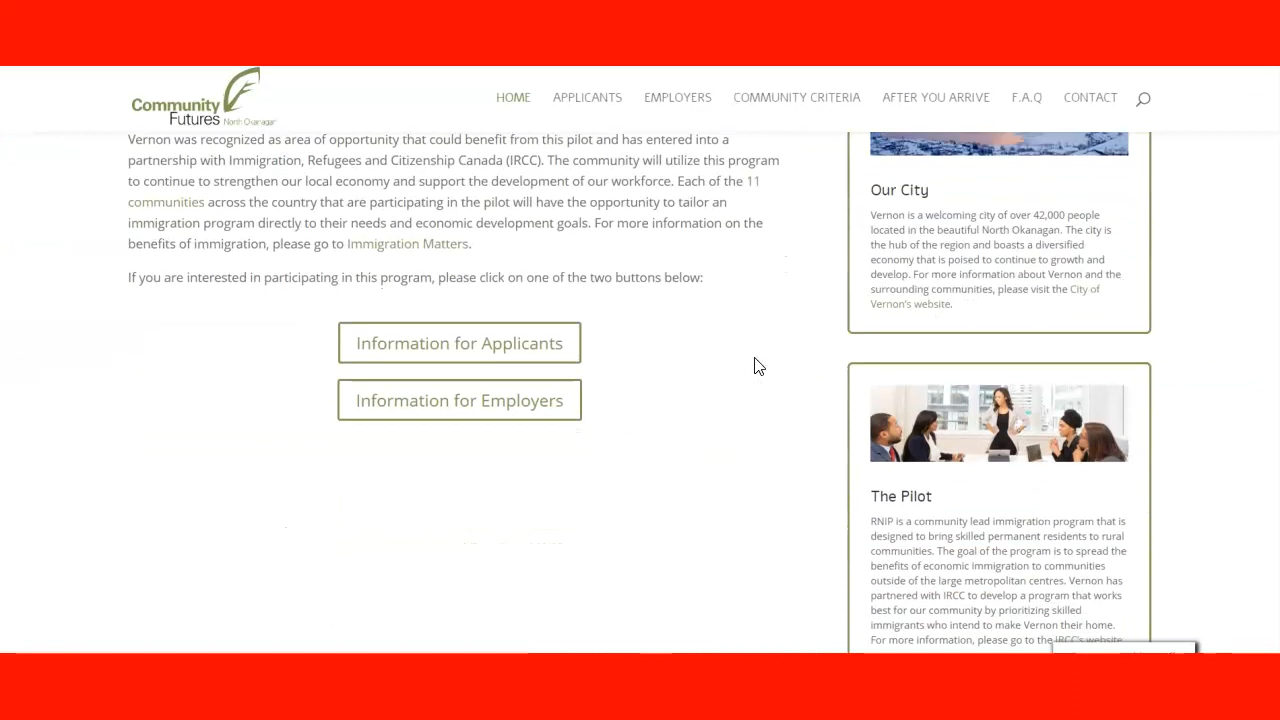 Community
Futures North Okanagan
HOME APPLICANTS EMPLOYERS COMMUNITY CRITERIA AFTER YOU ARRIVE F.A.Q CONTACT
Vernon was recognized as area of opportunity that could benefit from this pilot and has entered into a
partnership with Immigration, Refugees and Citizenship Canada (IRCC). The community will utilize this program
to continue to strengthen our local economy and support the development of our workforce. Each of the 11
communities across the country that are participating in the pilot will have the opportunity to tailor an
immigration program directly to their needs and economic development goals. For more information on the
benefits of immigration, please go to Immigration Matters.
If you are interested in participating in this program, please click on one of the two buttons below:
Information for Applicants
Information for Employers
Our City
Vernon is a welcoming city of over 42,000 people
located in the beautiful North Okanagan. The city is
the hub of the region and boasts a diversified
economy that is poised to continue to growth and
develop. For more information about Vernon and the
surrounding communities, please visit the City of
Vernon's website.
The Pilot
RNIP is a community lead immigration program that is
designed to bring skilled permanent residents to rural
communities. The goal of the program is to spread the
benefits of economic immigration to communities
outside of the large metropolitan centres. Vernon has
partnered with IRCC to develop a program that works
best for our community by prioritizing skilled
immigrants who intend to make Vernon their home.
For more information, please go to the IRCC's website